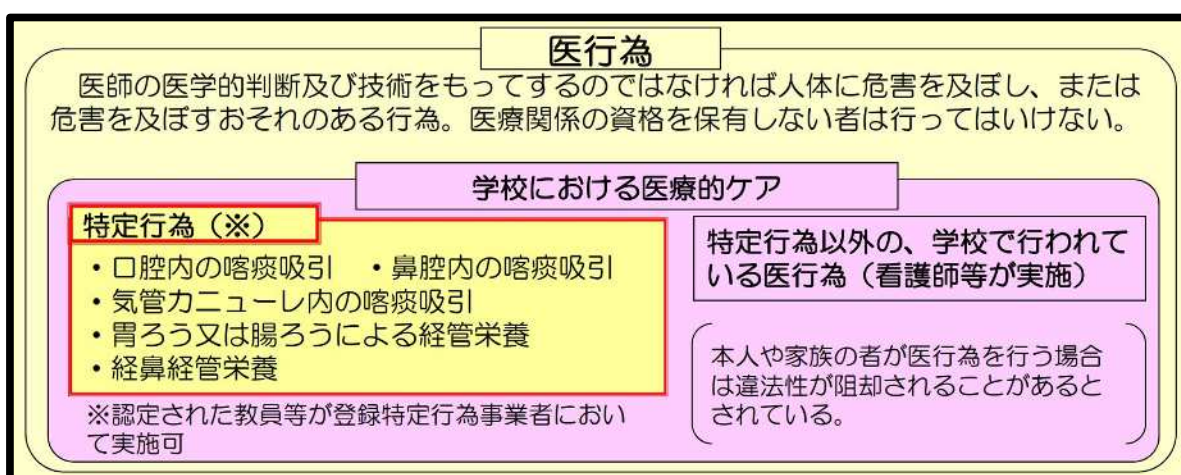 医行為
医師の医学的判断及び技術をもってするのではなければ人体に危害を及ぼし、または
危害を及ぼすおそれのある行為。医療関係の資格を保有しない者は行ってはいけない。
学校における医療的ケア
特定行為（※）
・口腔内の喀痰吸引　・鼻腔内の喀痰吸引
・気管カニューレ内の喀痰吸引
・胃ろう又は腸ろうによる経管栄養
・経鼻経管栄養
※認定された教員等が登録特定行為事業者におい
て実施可
特定行為以外の、学校で行われて
いる医行為（看護師等が実施）
本人や家族の者が医行為を行う場合
は違法性が阻却されることがあると
されている。